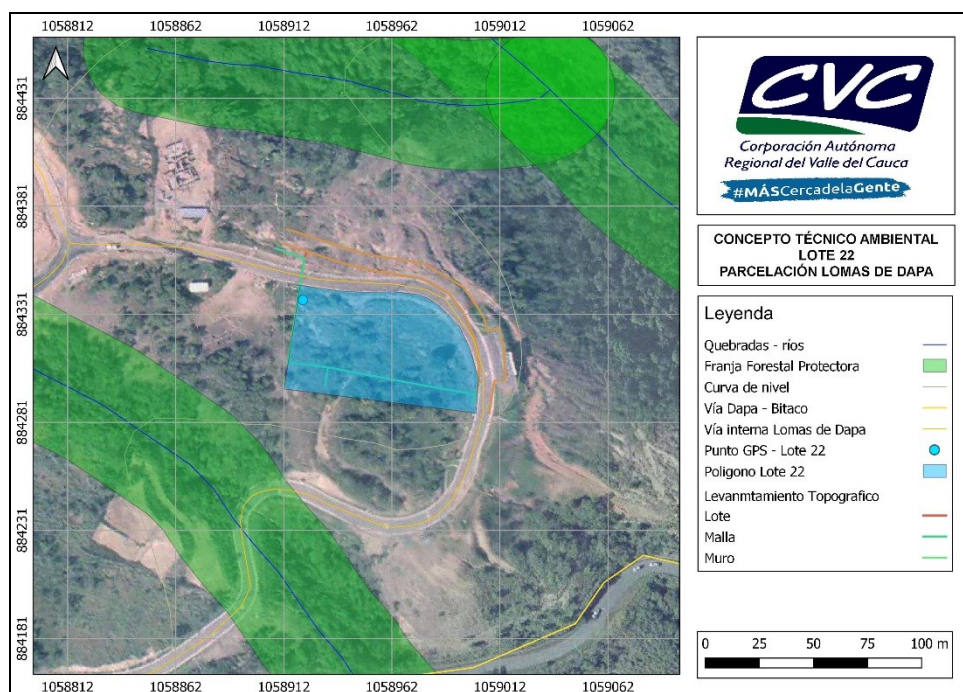 1058812 1058862 1058912 1058962 1059012 1059062
884431
884381
884331
884281
884231
884181
1058812 1058862 1058912 1058962 1059012 1059062
CVC
Corporación Autónoma
Regional del Valle del Cauca
#MÁSCercadelaGente
CONCEPTO TÉCNICO AMBIENTAL
LOTE 22
PARCELACIÓN LOMAS DE DAPA
Leyenda
Quebradas - ríos
Franja Forestal Protectora
Curva de nivel
Vía Dapa - Bitaco
Vía interna Lomas de Dapa
Punto GPS - Lote 22
Poligono Lote 22
Levanmtamiento Topografico
Lote
Malla
Muro
0 25 50 75 100 m